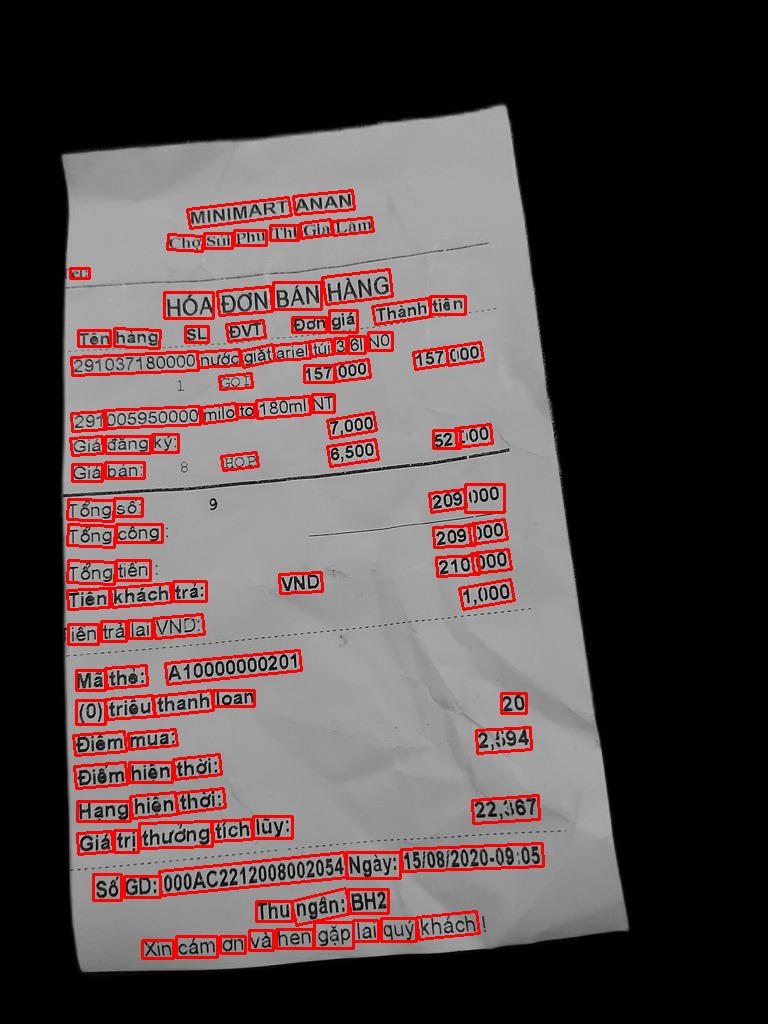 MINIMART ANAN
Chợ Sủi Phú Thị Gia Lâm
HÓA ĐƠN BÁN HÀNG
Tên hàng SL ĐVT Đơn giá Thành tiền
291037180000 nước giặt ariel túi 3.6l N0
1 GOI 157,000 157,000
291005950000 milo to 180ml NT
Giá đăng ký: 7,000
Giá bán: 8 HOP 6,500 52,000
Tổng số: 9 209,000
Tổng công : 209,000
Tổng tiền : 210,000
Tiền khách trả: VND 1,000
iền trả lai VND:
Mã thẻ: A10000000201
(0) triệu thanh loan
Điểm mua: 20
Điểm hiện thời: 2,594
Hạng hiện thời:
Giá trị thưởng tích lũy: 22,367
Số GD: 000AC2212008002054 Ngày: 15/08/2020-09:05
Thu ngân: BH2
Xin cảm ơn và hẹn gặp lại quý khách !